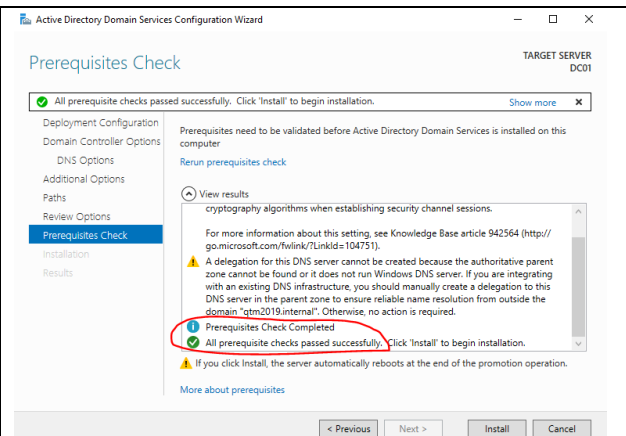 Active Directory Domain Services Configuration Wizard
Prerequisites Check
TARGET SERVER
DC01
All prerequisite checks passed successfully. Click 'Install' to begin installation.
Show more
Deployment Configuration
Domain Controller Options
DNS Options
Additional Options
Paths
Review Options
Prerequisites Check
Installation
Results
Prerequisites need to be validated before Active Directory Domain Services is installed on this
computer
Rerun prerequisites check
View results
cryptography algorithms when establishing security channel sessions.
For more information about this setting, see Knowledge Base article 942564 (http://
go.microsoft.com/fwlink/?LinkId=104751).
A delegation for this DNS server cannot be created because the authoritative parent
zone cannot be found or it does not run Windows DNS server. If you are integrating
with an existing DNS infrastructure, you should manually create a delegation to this
DNS server in the parent zone to ensure reliable name resolution from outside the
domain "qtm2019.internal". Otherwise, no action is required.
Prerequisites Check Completed
All prerequisite checks passed successfully. Click 'Install' to begin installation.
If you click Install, the server automatically reboots at the end of the promotion operation.
More about prerequisites
< Previous
Next >
Install
Cancel